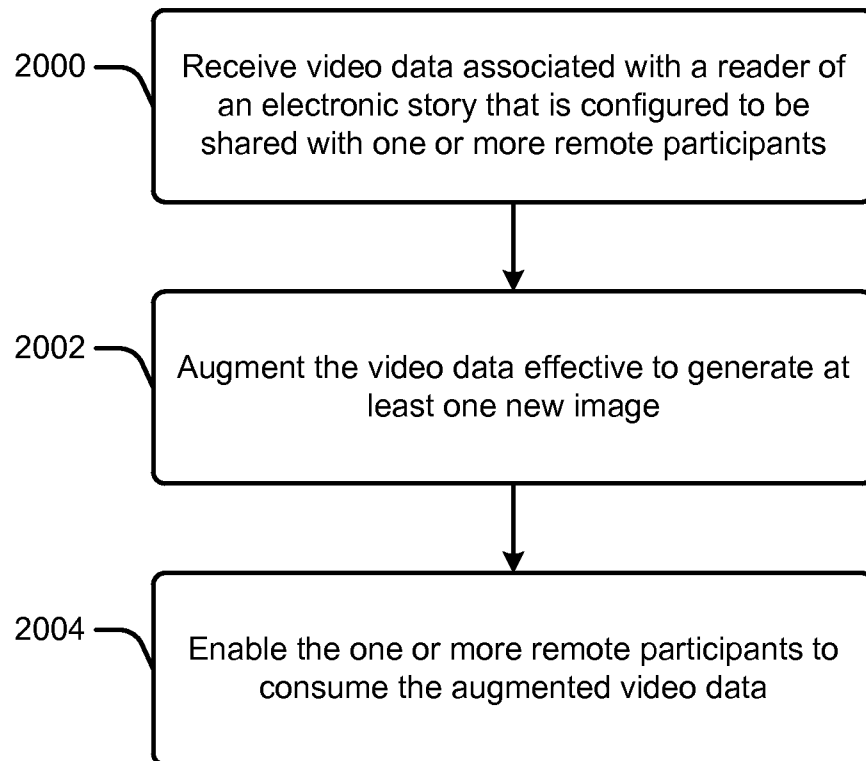 2000
Receive video data associated with a reader of
an electronic story that is configured to be
shared with one or more remote participants
2002
Augment the video data effective to generate at
least one new image
2004
Enable the one or more remote participants to
consume the augmented video data